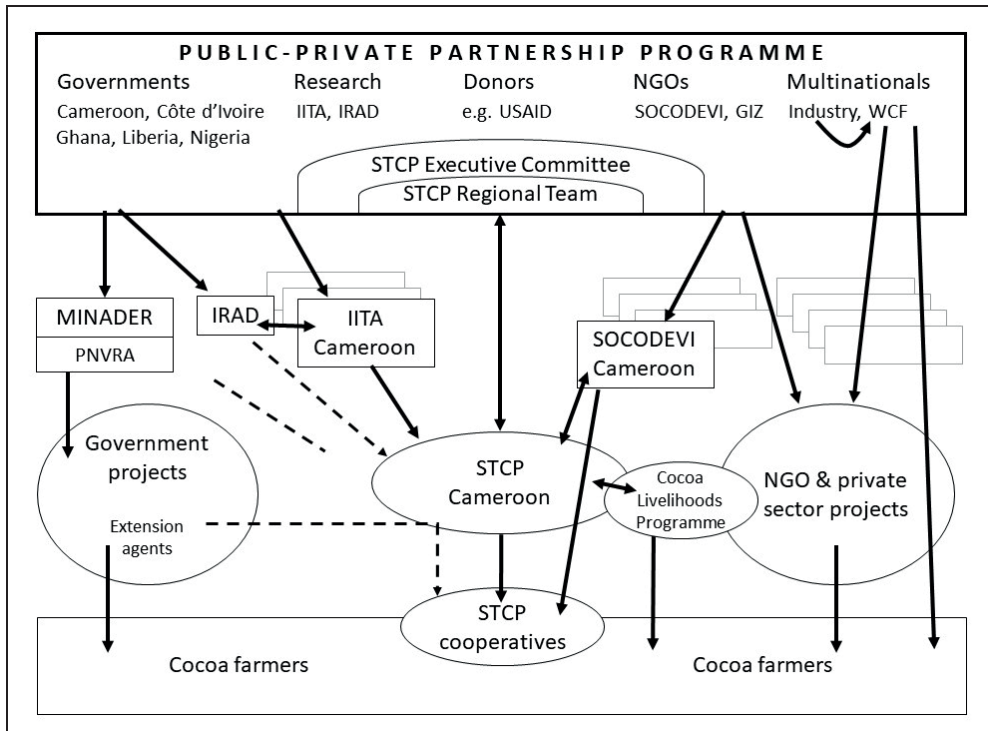 PUBLIC-PRIVATE PARTNERSHIP PROGRAMME
Governments
Cameroon, Côte d’Ivoire
Ghana, Liberia, Nigeria
Research
IITA, IRAD
Donors
e.g. USAID
NGOs
SOCODEVI, GIZ
Multinationals
Industry, WCF
STCP Executive Committee
STCP Regional Team
MINADER
PNVRA
IRAD
IITA
Cameroon
SOCODEVI
Cameroon
Government
projects
Extension
agents
STCP
Cameroon
Cocoa
Livelihoods
Programme
NGO & private
sector projects
STCP
cooperatives
Cocoa farmers
Cocoa farmers